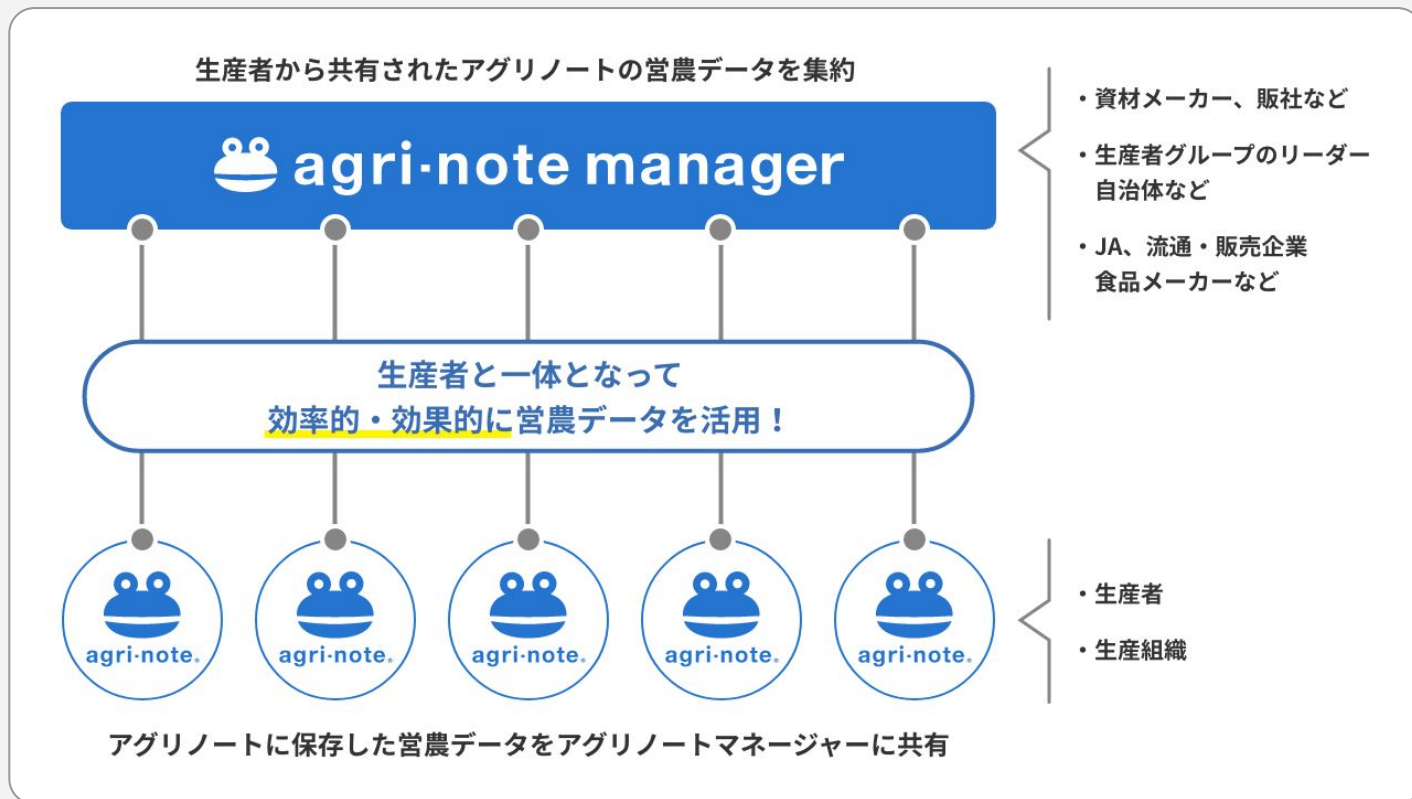 生産者から共有されたアグリノートの営農データを集約
agri·note manager
・資材メーカー、販社など
・生産者グループのリーダー
自治体など
・JA、流通・販売企業
食品メーカーなど
生産者と一体となって
効率的・効果的に営農データを活用！
agri·note®
agri·note®
agri·note®
agri·note®
agri·note®
・生産者
・生産組織
アグリノートに保存した営農データをアグリノートマネージャーに共有